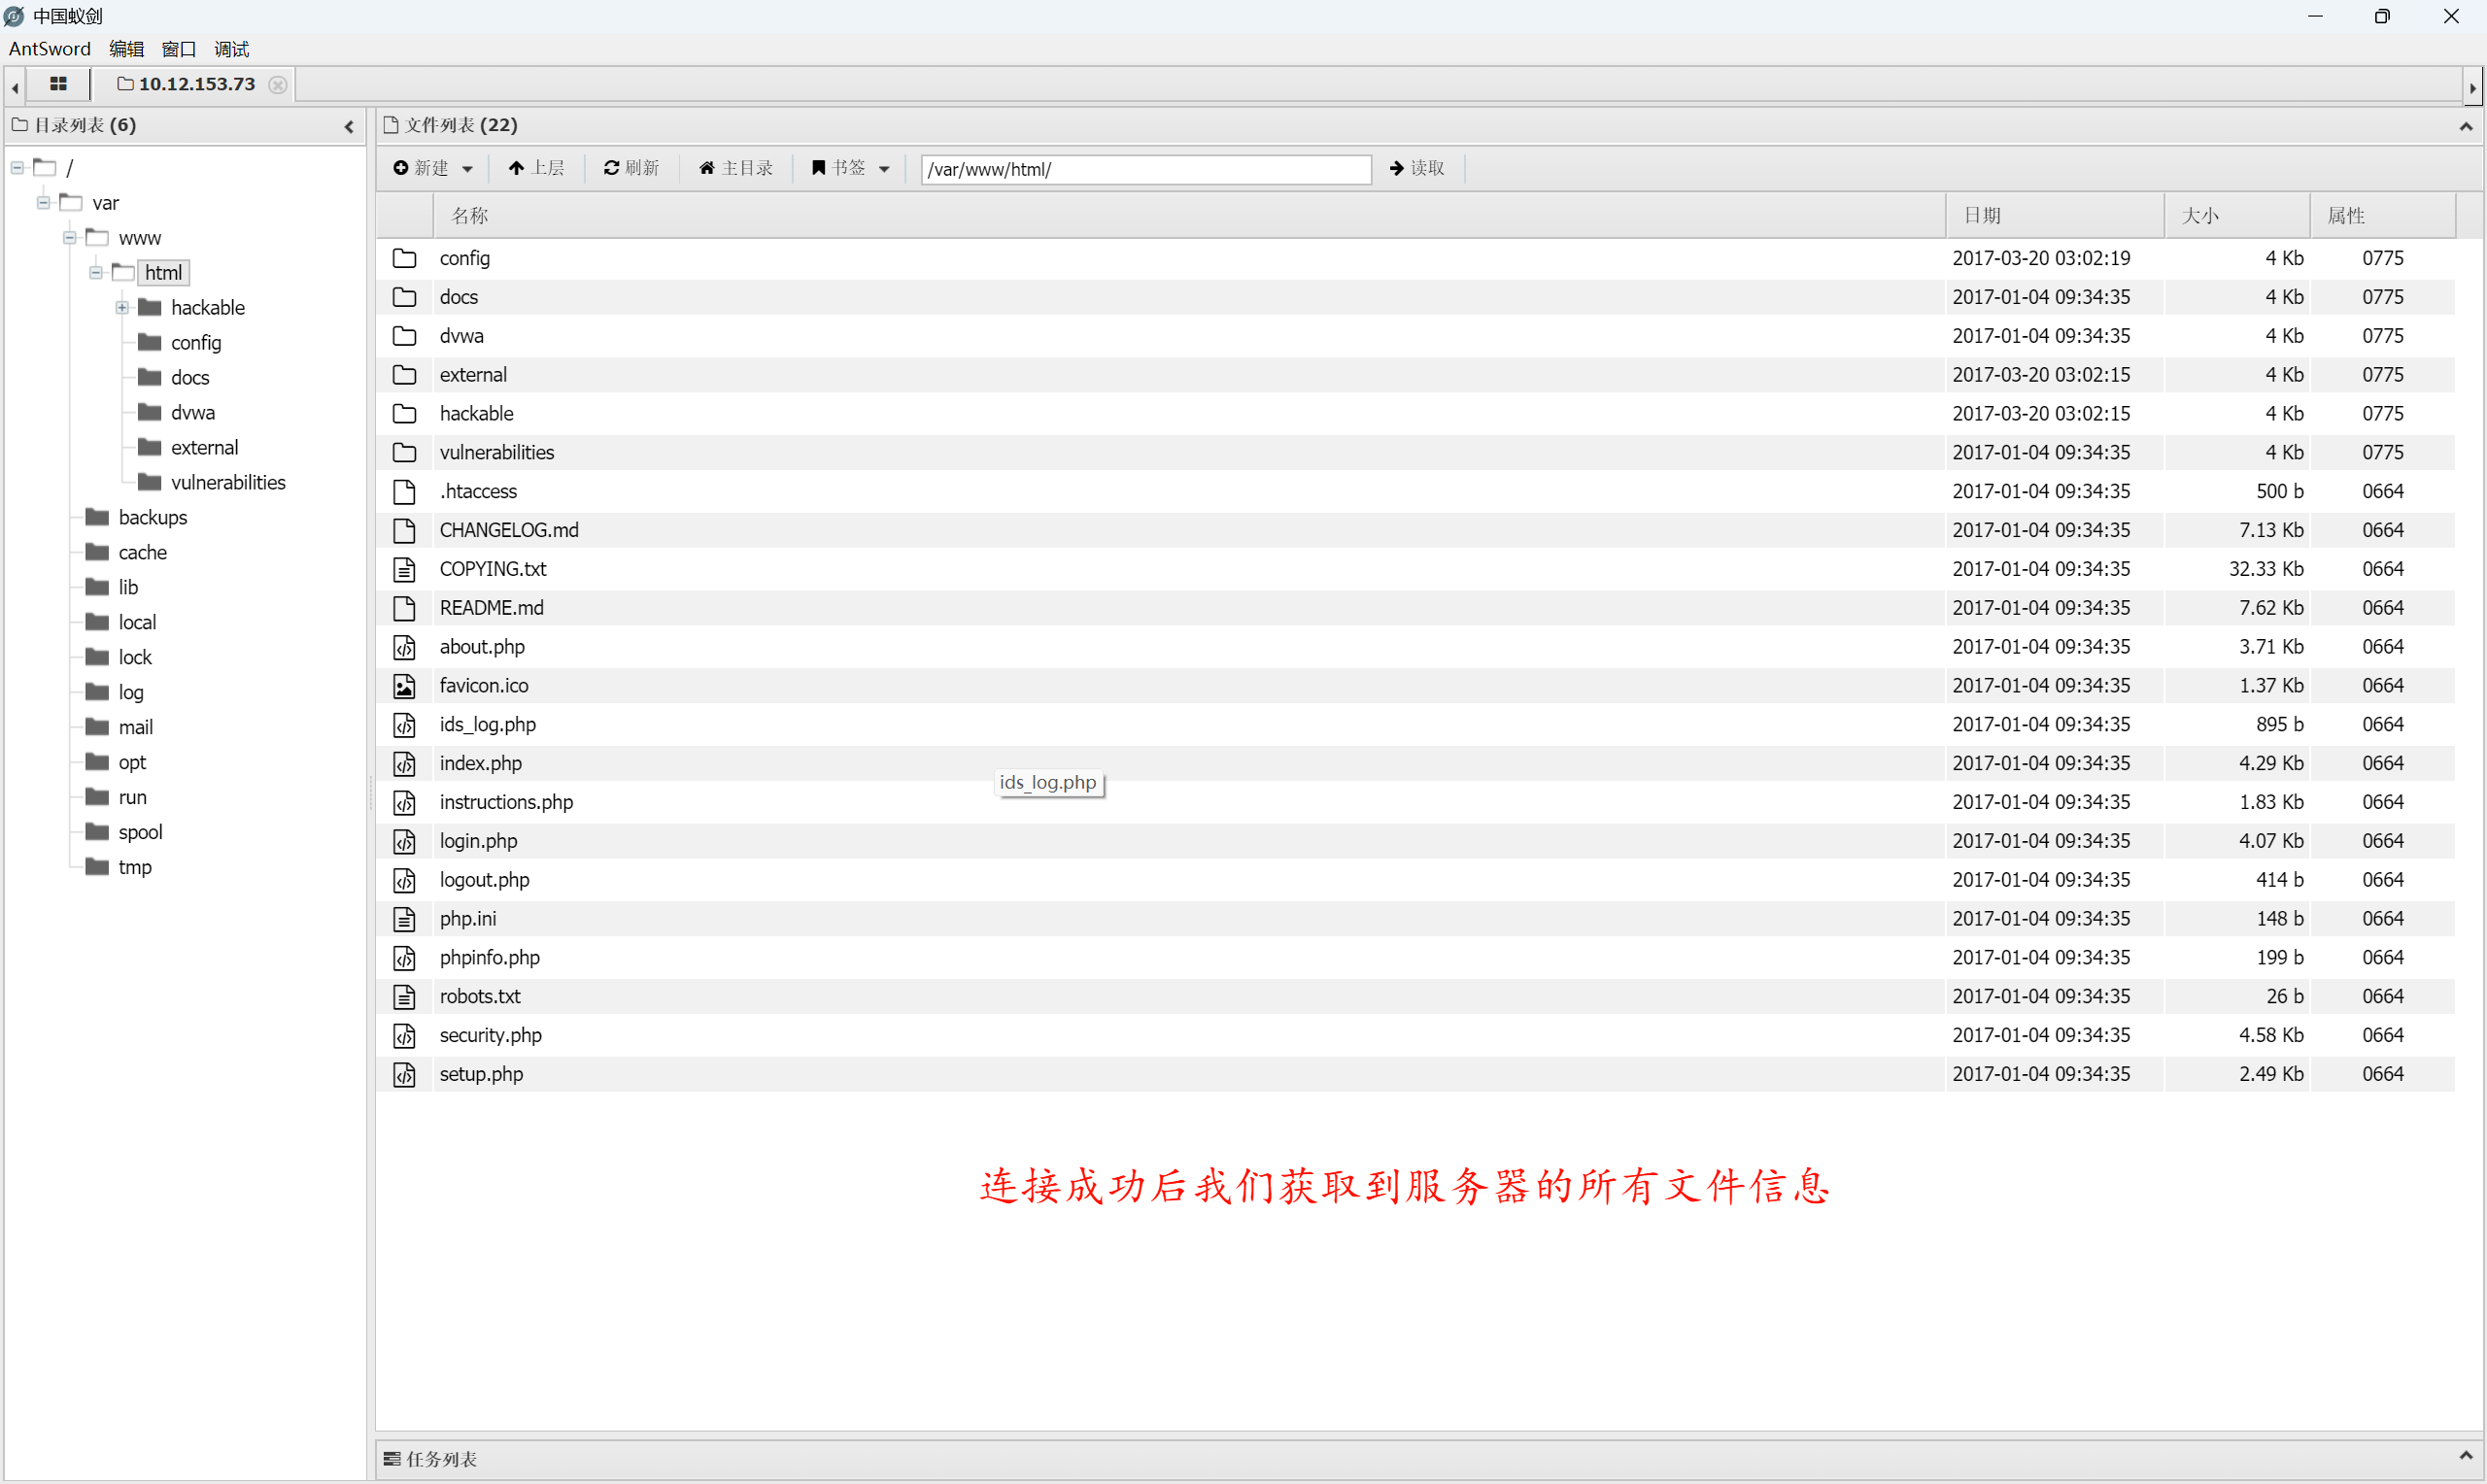 中国蚁剑
AntSword 编辑 窗口 调试
10.12.153.73
目录列表 (6)
/
var
www
html
hackable
config
docs
dvwa
external
vulnerabilities
backups
cache
lib
local
lock
log
mail
opt
run
spool
tmp
文件列表 (22)
新建 上层 刷新 主目录 书签 /var/www/html/ 读取
名称 日期 大小 属性
config 2017-03-20 03:02:19 4 Kb 0775
docs 2017-01-04 09:34:35 4 Kb 0775
dvwa 2017-01-04 09:34:35 4 Kb 0775
external 2017-03-20 03:02:15 4 Kb 0775
hackable 2017-03-20 03:02:15 4 Kb 0775
vulnerabilities 2017-01-04 09:34:35 4 Kb 0775
.htaccess 2017-01-04 09:34:35 500 b 0664
CHANGELOG.md 2017-01-04 09:34:35 7.13 Kb 0664
COPYING.txt 2017-01-04 09:34:35 32.33 Kb 0664
README.md 2017-01-04 09:34:35 7.62 Kb 0664
about.php 2017-01-04 09:34:35 3.71 Kb 0664
favicon.ico 2017-01-04 09:34:35 1.37 Kb 0664
ids_log.php 2017-01-04 09:34:35 895 b 0664
index.php 2017-01-04 09:34:35 4.29 Kb 0664
ids_log.php
instructions.php 2017-01-04 09:34:35 1.83 Kb 0664
login.php 2017-01-04 09:34:35 4.07 Kb 0664
logout.php 2017-01-04 09:34:35 414 b 0664
php.ini 2017-01-04 09:34:35 148 b 0664
phpinfo.php 2017-01-04 09:34:35 199 b 0664
robots.txt 2017-01-04 09:34:35 26 b 0664
security.php 2017-01-04 09:34:35 4.58 Kb 0664
setup.php 2017-01-04 09:34:35 2.49 Kb 0664
连接成功后我们获取到服务器的所有文件信息
任务列表